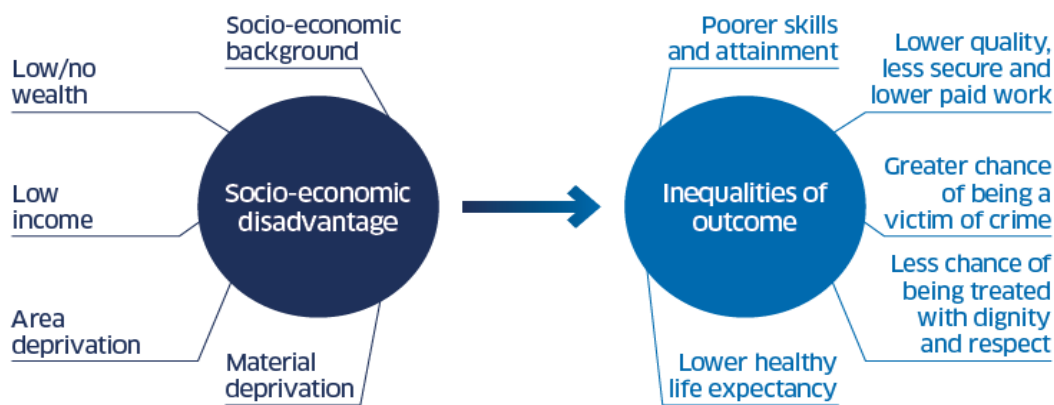 Socio-economic
background
Low/no
wealth
Low
income
Area
deprivation
Material
deprivation
Socio-economic
disadvantage
Poorer skills
and attainment
Lower quality,
less secure and
lower paid work
Greater chance
of being a
victim of crime
Less chance of
being treated
with dignity
and respect
Lower healthy
life expectancy
Inequalities of
outcome